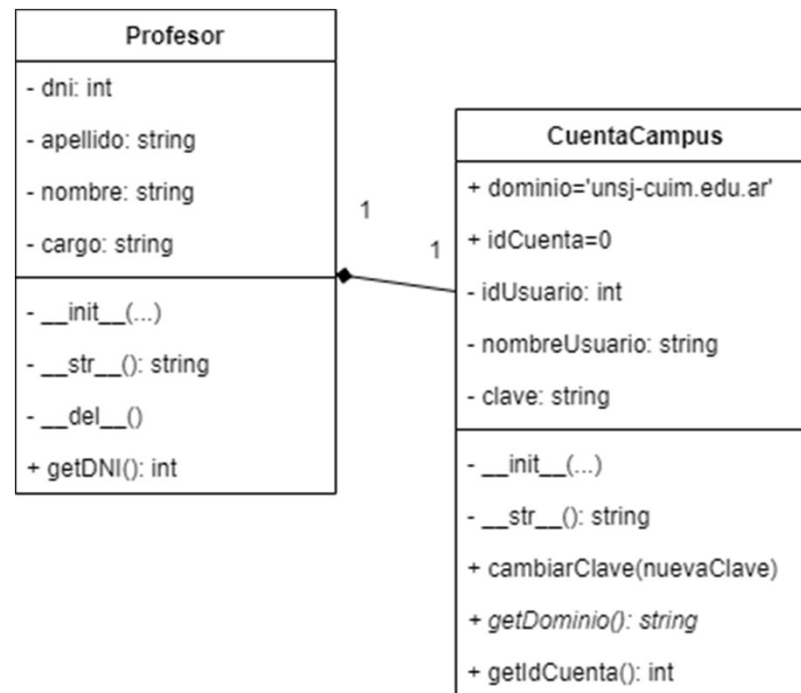 Profesor
- dni: int
- apellido: string
- nombre: string
- cargo: string
- __init__(...)
- __str__(): string
- __del__()
+ getDNI(): int
1
1
CuentaCampus
+ dominio='unsj-cuim.edu.ar'
+ idCuenta=0
- idUsuario: int
- nombreUsuario: string
- clave: string
- __init__(...)
- __str__(): string
+ cambiarClave(nuevaClave)
+ getDominio(): string
+ getIdCuenta(): int